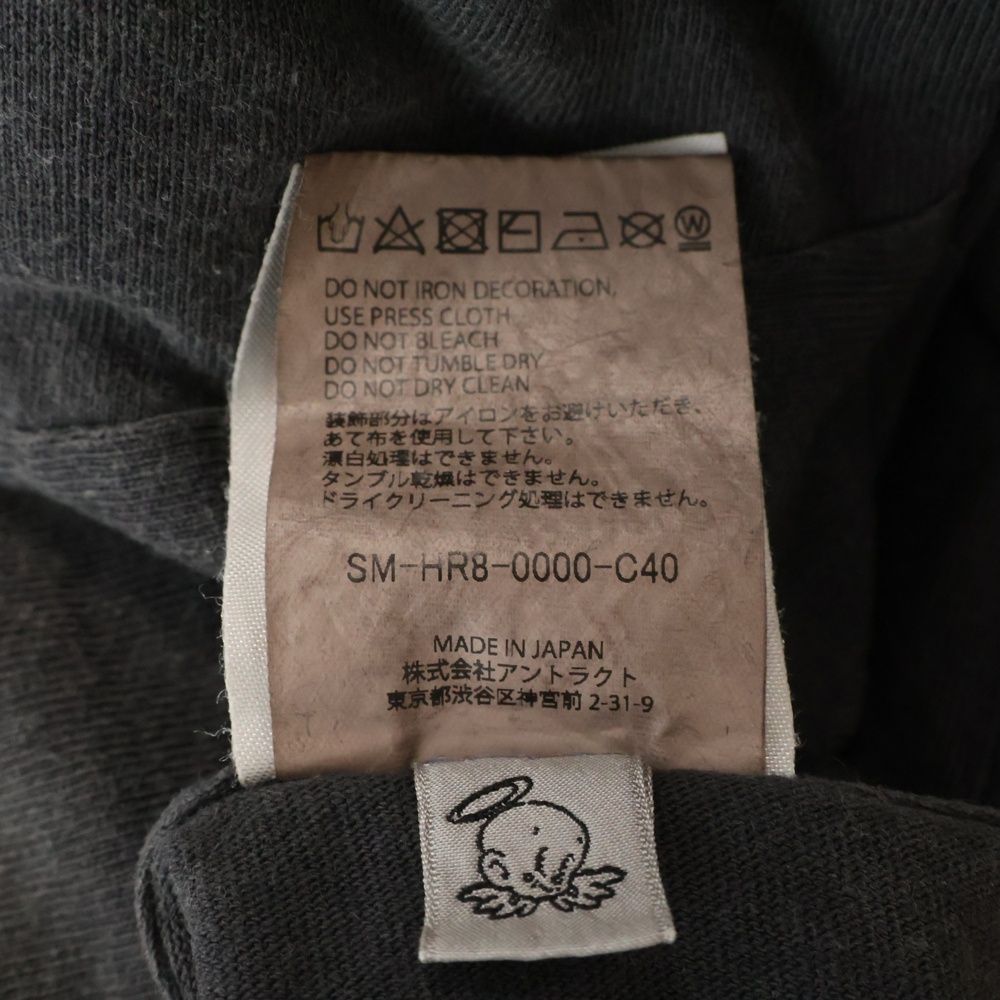 DO NOT IRON DECORATION,
USE PRESS CLOTH
DO NOT BLEACH
DO NOT TUMBLE DRY
DO NOT DRY CLEAN
装飾部分はアイロンをお避けいただき、
あて布を使用して下さい。
漂白処理はできません。
タンブル乾燥はできません。
ドライクリーニング処理はできません。
SM-HR8-0000-C40
MADE IN JAPAN
株式会社アントラクト
東京都渋谷区神宮前 2-31-9